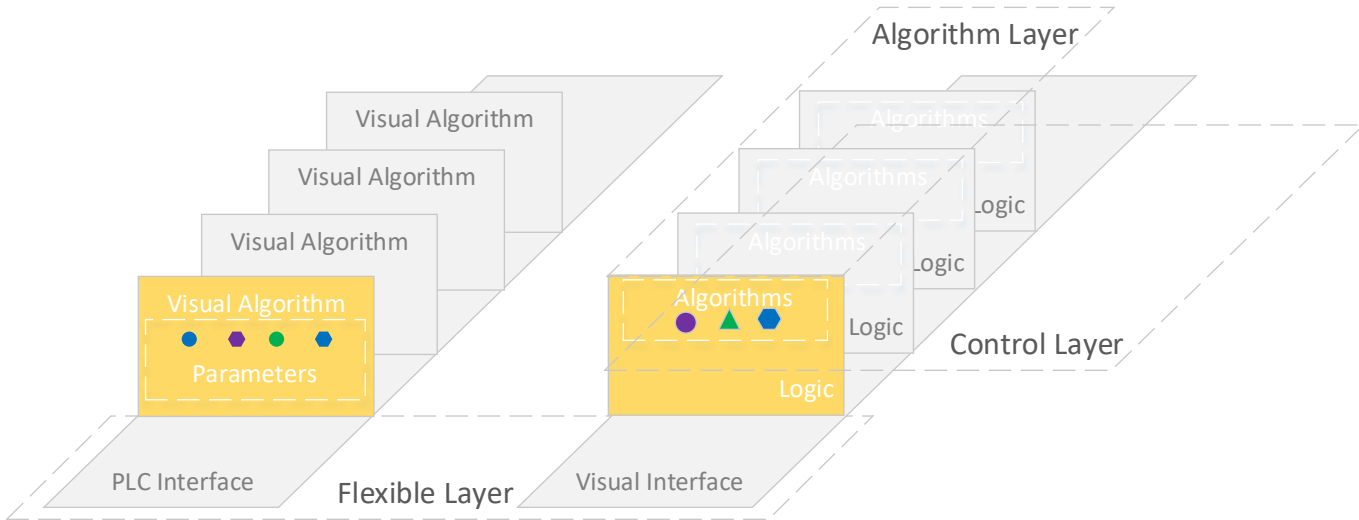 Algorithm Layer
Visual Algorithm
Visual Algorithm
Visual Algorithm
Visual Algorithm
Parameters
PLC Interface
Flexible Layer
Algorithms
Logic
Algorithms
Logic
Algorithms
Logic
Algorithms
Logic
Control Layer
Visual Interface